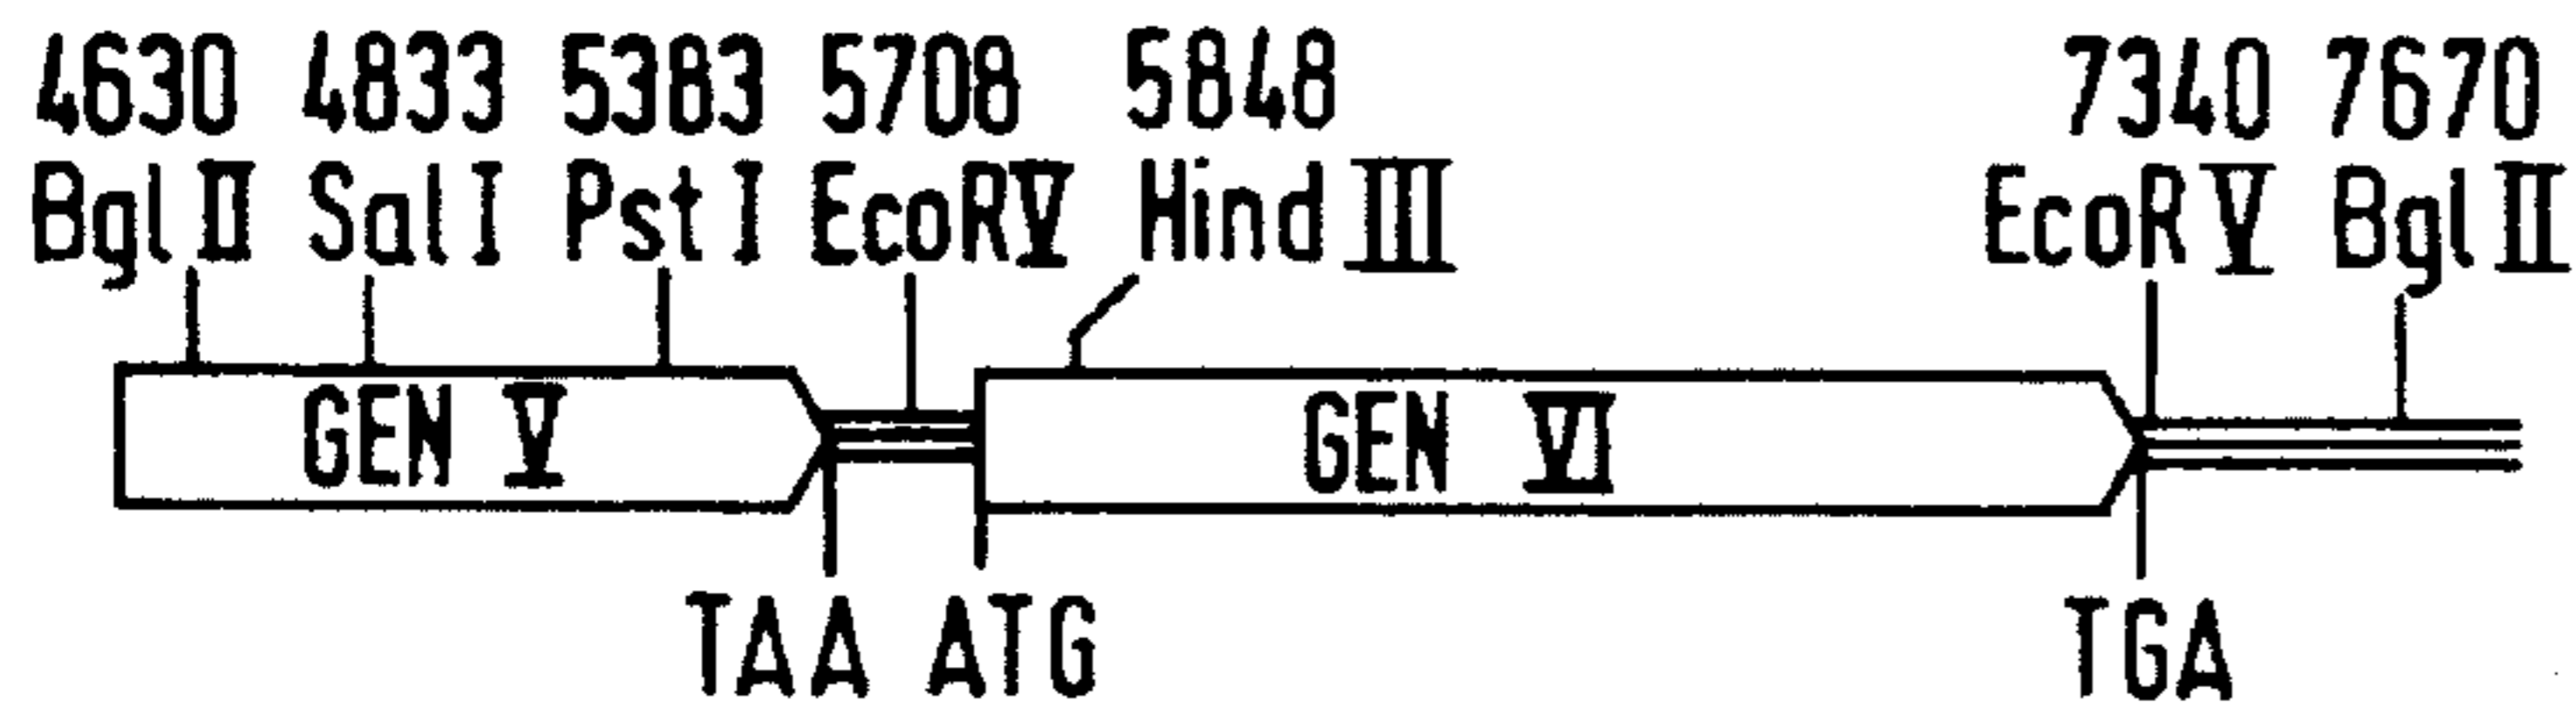 4630 4833 5383 5708 5848 7340 7670
Bgl II Sal I Pst I EcoRV Hind III EcoR V Bgl II
GEN V GEN VI
TAA ATG TGA